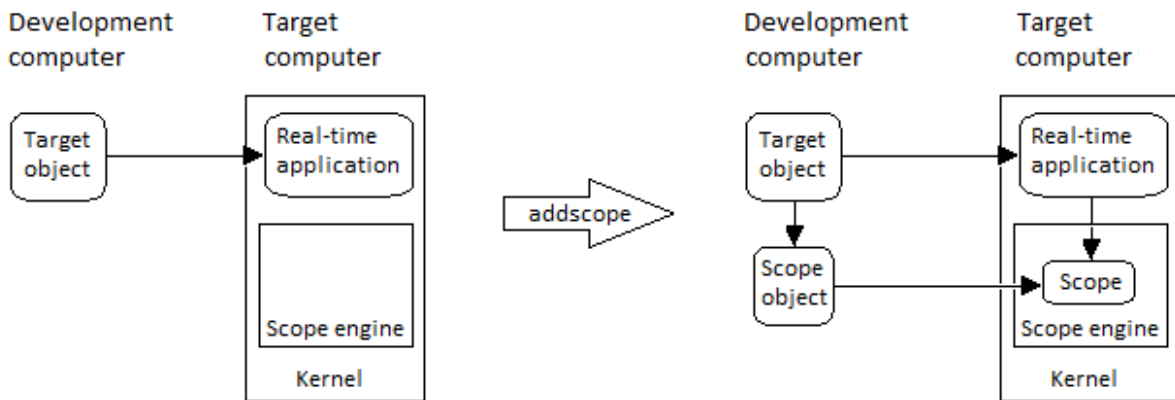 Development
computer
Target
computer
Target
object
Real-time
application
Scope engine
Kernel
addscope
Development
computer
Target
computer
Target
object
Real-time
application
Scope
object
Scope
Scope engine
Kernel